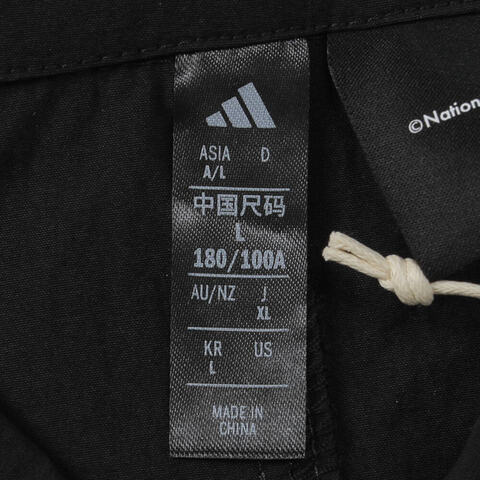 ASIA D
A/L
中国尺码
L
180/100A
AU/NZ J
XL
KR US
L
MADE IN
CHINA
©Nation